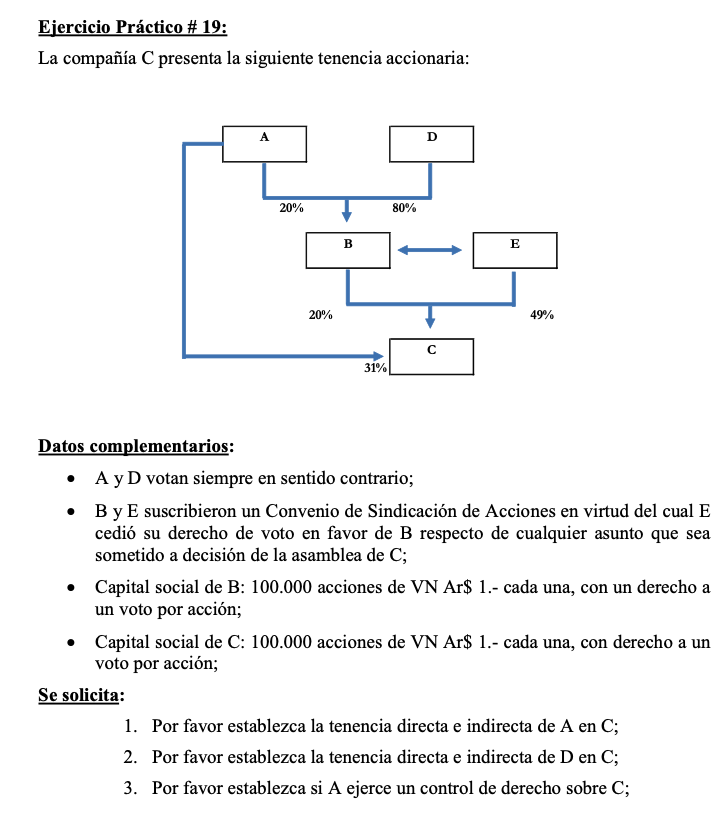 Ejercicio Práctico # 19:
La compañía C presenta la siguiente tenencia accionaria:
A
D
20%
80%
B
E
20%
49%
C
31%
Datos complementarios:
• A y D votan siempre en sentido contrario;
• B y E suscribieron un Convenio de Sindicación de Acciones en virtud del cual E
cedió su derecho de voto en favor de B respecto de cualquier asunto que sea
sometido a decisión de la asamblea de C;
• Capital social de B: 100.000 acciones de VN Ar$ 1.- cada una, con un derecho a
un voto por acción;
• Capital social de C: 100.000 acciones de VN Ar$ 1.- cada una, con derecho a un
voto por acción;
Se solicita:
1. Por favor establezca la tenencia directa e indirecta de A en C;
2. Por favor establezca la tenencia directa e indirecta de D en C;
3. Por favor establezca si A ejerce un control de derecho sobre C;